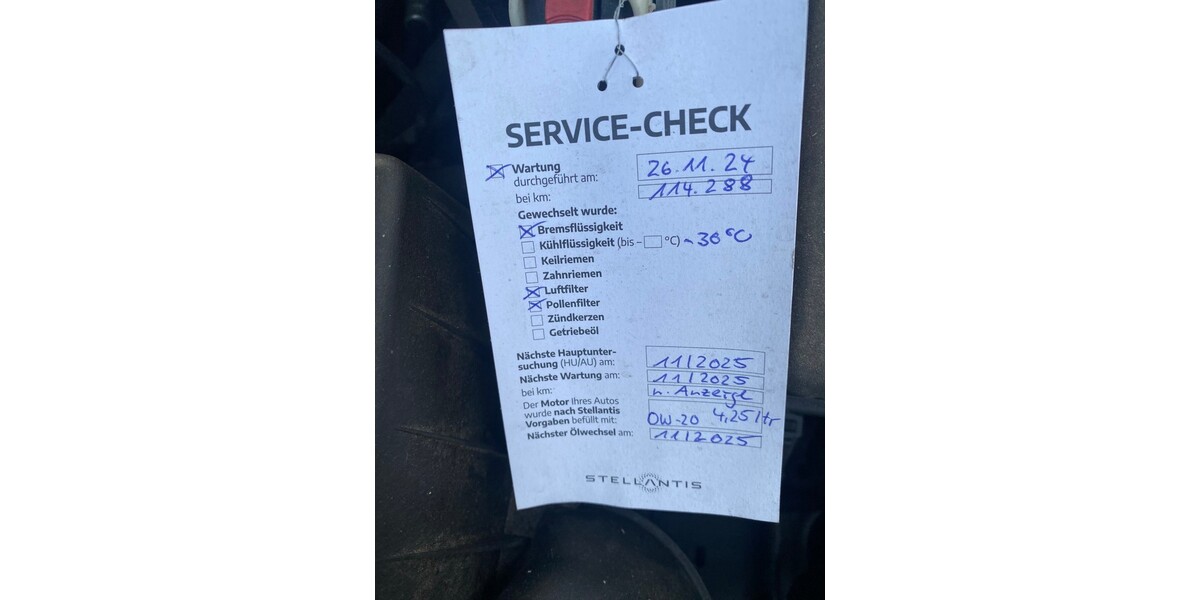 SERVICE-CHECK
Wartung
durchgeführt am: 26.11.24
bei km: 114.288
Gewechselt wurde:
Bremsflüssigkeit
Kühlflüssigkeit (bis – °C) ~30°C
Keilriemen
Zahnriemen
Luftfilter
Pollenfilter
Zündkerzen
Getriebeöl
Nächste Hauptunter-
suchung (HU/AU) am: 11/2025
Nächste Wartung am: 11/2025
bei km: n. Anzeige
Der Motor Ihres Autos
wurde nach Stellantis
Vorgaben befüllt mit: 0W-20 4,25 ltr
Nächster Ölwechsel am: 11/2025
STELLANTIS